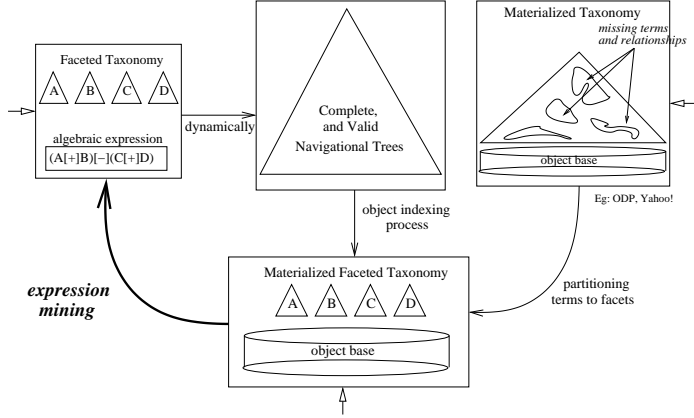 Faceted Taxonomy
A B C D
algebraic expression
(A[+]B)[−](C[+]D)
dynamically
Complete,
and Valid
Navigational Trees
Materialized Taxonomy
missing terms
and relationships
object base
Eg: ODP, Yahoo!
object indexing
process
partitioning
terms to facets
expression
mining
Materialized Faceted Taxonomy
A B C D
object base